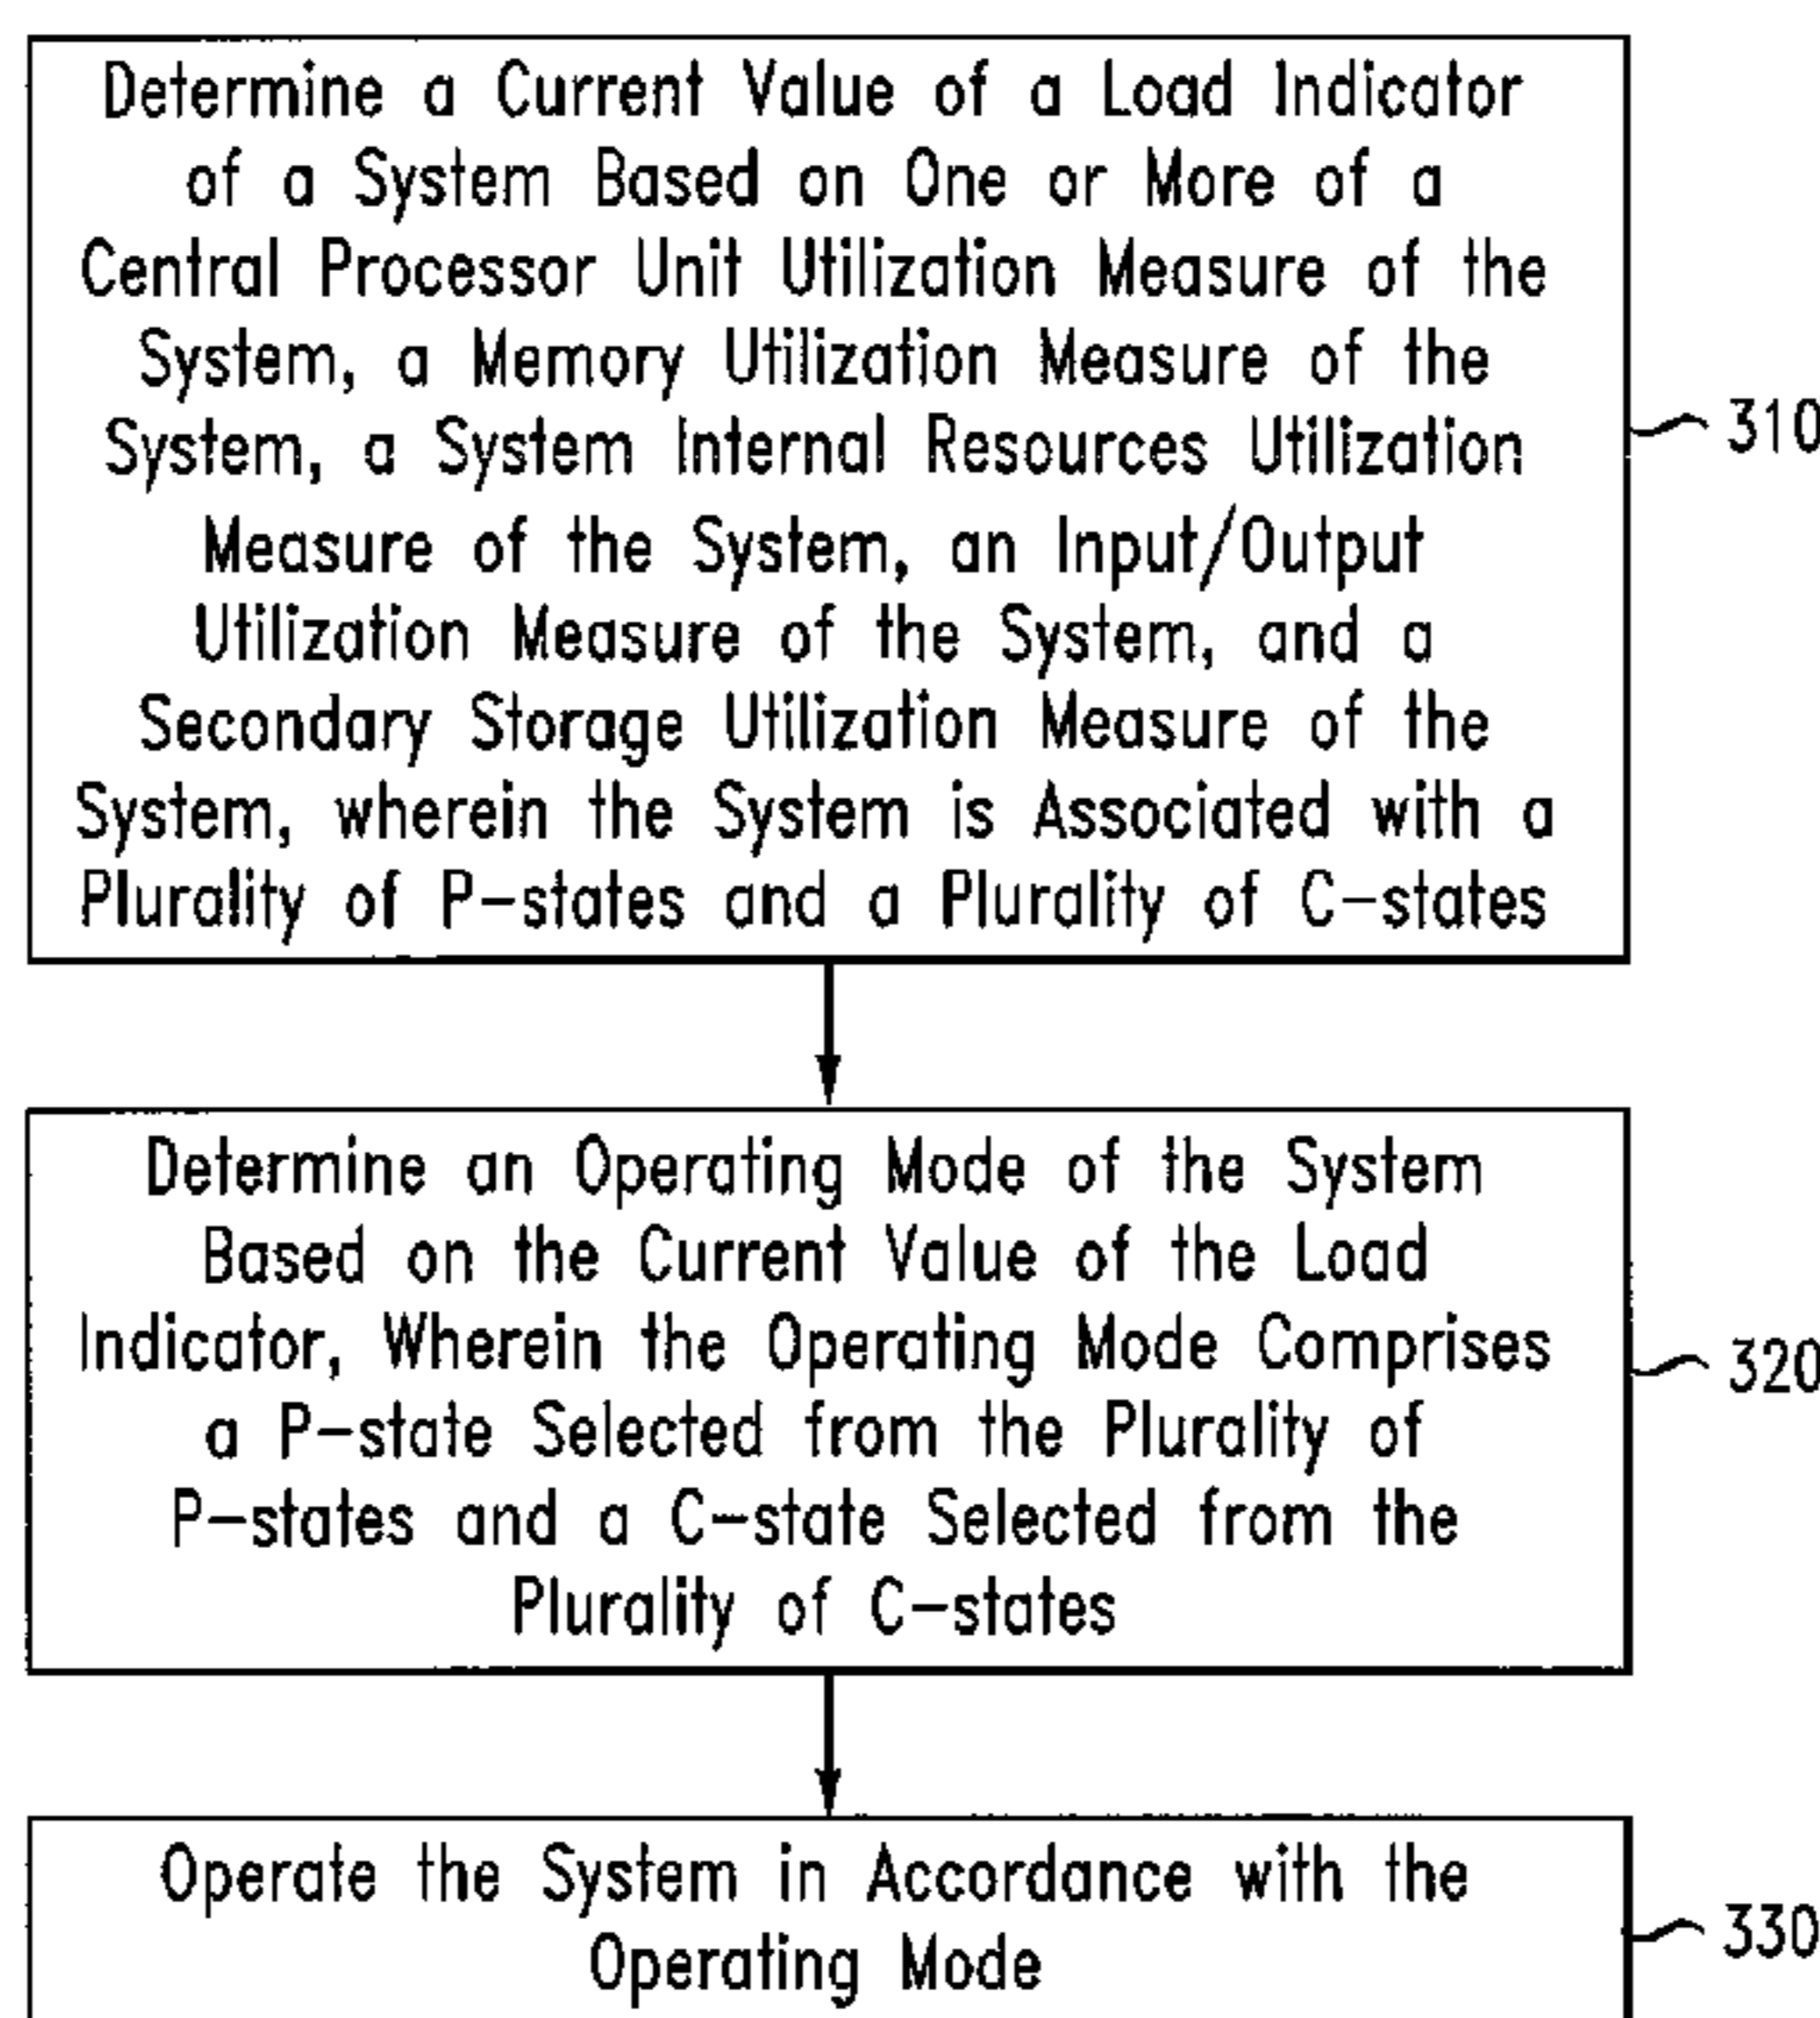 Determine a Current Value of a Load Indicator
of a System Based on One or More of a
Central Processor Unit Utilization Measure of the
System, a Memory Utilization Measure of the
System, a System Internal Resources Utilization
Measure of the System, an Input/Output
Utilization Measure of the System, and a
Secondary Storage Utilization Measure of the
System, wherein the System is Associated with a
Plurality of P-states and a Plurality of C-states
310
Determine an Operating Mode of the System
Based on the Current Value of the Load
Indicator, Wherein the Operating Mode Comprises
a P-state Selected from the Plurality of
P-states and a C-state Selected from the
Plurality of C-states
320
Operate the System in Accordance with the
Operating Mode
330